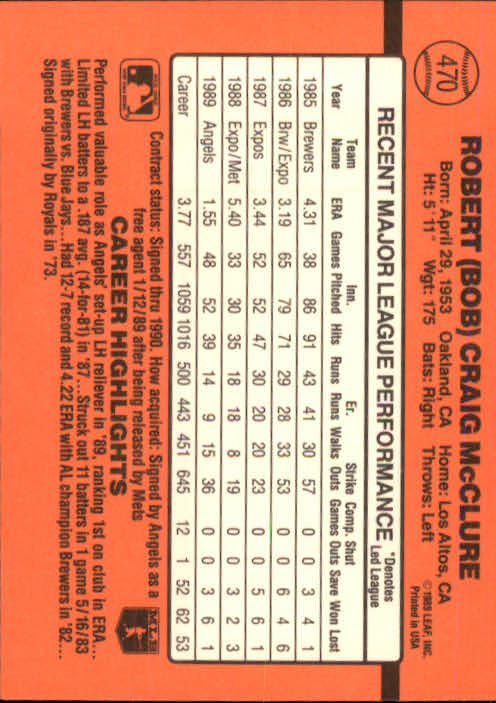 470
ROBERT (BOB) CRAIG McCLURE
Born: April 29, 1953 Oakland, CA Home: Los Altos, CA
Ht: 5' 11" Wgt: 175 Bats: Right Throws: Left
© 1989 LEAF, INC.
Printed in USA
RECENT MAJOR LEAGUE PERFORMANCE
*Denotes
Led League
Team Inn. Er. Strike Comp. Shut
Year Name ERA Games Pitched Hits Runs Runs Walks Outs Games Outs Save Won Lost
1985 Brewers 4.31 38 86 91 43 41 30 57 0 0 3 4 1
1986 Brw/Expo 3.19 65 79 71 29 28 33 53 0 0 6 4 6
1987 Expos 3.44 52 52 47 30 20 20 23 0 0 5 6 1
1988 Expo/Met 5.40 33 30 35 18 18 8 19 0 0 3 2 3
1989 Angels 1.55 48 52 39 14 9 15 36 0 0 3 6 1
Career 3.77 557 1059 1016 500 443 451 645 12 1 52 62 53
Contract status: Signed thru 1990. How acquired: Signed by Angels as a
free agent 1/12/89 after being released by Mets
CAREER HIGHLIGHTS
MLB
Performed valuable role as Angels' set-up LH reliever in '89, ranking 1st on club in ERA...
Limited LH batters to a .187 avg. (14-for-81) in '87...Struck out 11 batters in 1 game 5/16/83
with Brewers vs. Blue Jays...Had 12-7 record and 4.22 ERA with AL champion Brewers in '82...
Signed originally by Royals in '73.